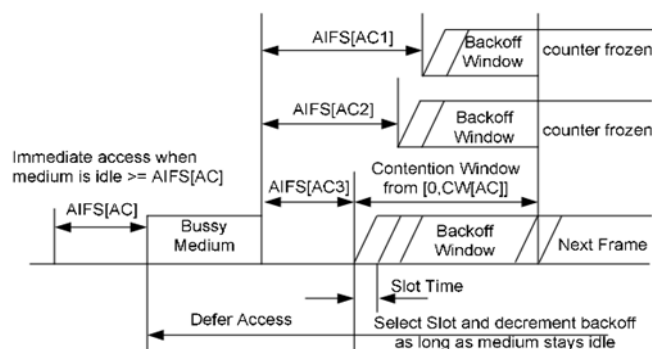 AIFS[AC1]
Backoff
Window
counter frozen
AIFS[AC2]
Backoff
Window
counter frozen
Immediate access when
medium is idle >= AIFS[AC]
Contention Window
from [0,CW[AC]]
AIFS[AC3]
AIFS[AC]
Bussy
Medium
Backoff
Window
Next Frame
Slot Time
Defer Access
Select Slot and decrement backoff
as long as medium stays idle